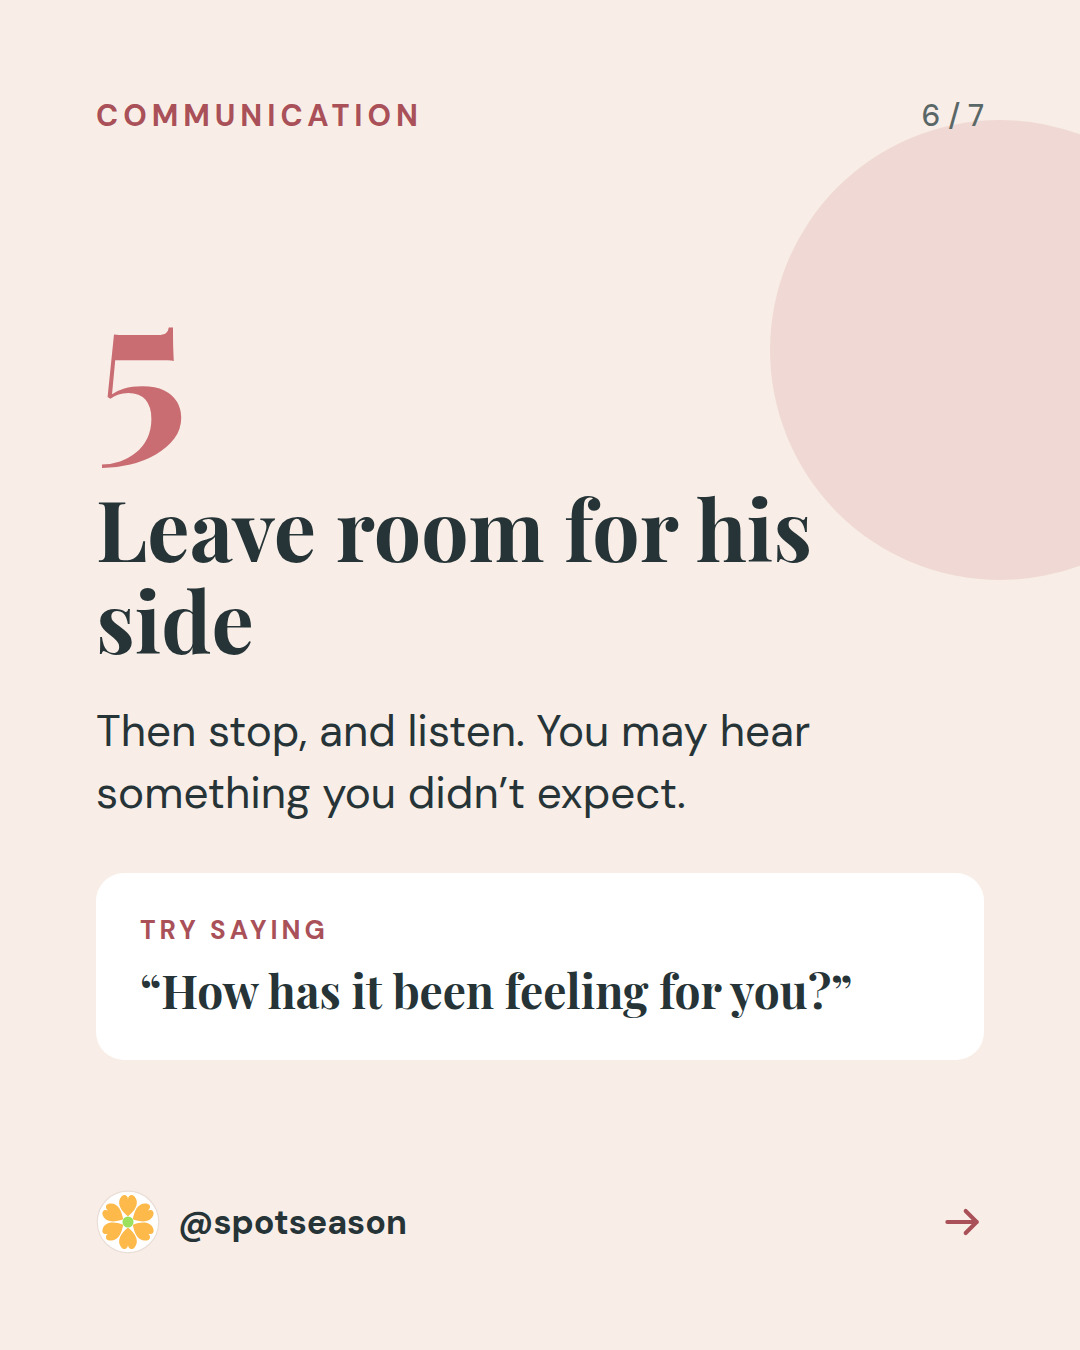 COMMUNICATION
6 / 7
5
Leave room for his
side
Then stop, and listen. You may hear
something you didn’t expect.
TRY SAYING
“How has it been feeling for you?”
@spotseason